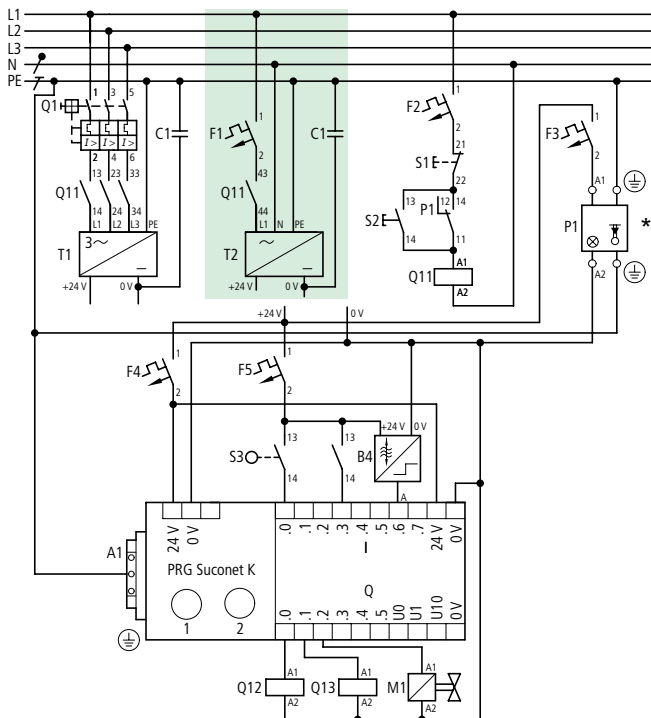 L1
L2
L3
N
PE
Q1
1 3 5
I> I> I>
2 4 6
13 23 33
Q11
14 24 34
L1 L2 L3 PE
3~
T1
+24 V 0 V
C1
1
F1
2
43
Q11
44
L1 N PE
~
T2
+24 V 0 V
C1
1
F2
2
21
S1 E
22
13
S2 E
14
P1
12 14
11
Q11
A1
A2
1
F3
2
A1
P1
*
A2
+24 V 0 V
1
F4
2
1
F5
2
13
S3
14
13
14
+24 V 0 V
B4
A
A1
24 V
0 V
PRG Suconet K
1 2
.0 .1 .2 .3 .4 .5 .6 .7 24 V 0 V
I
Q
.0 .1 .2 .3 .4 .5 U0 U1 U10 0 V
Q12
A1
A2
Q13
A1
A2
M1
A1
A2